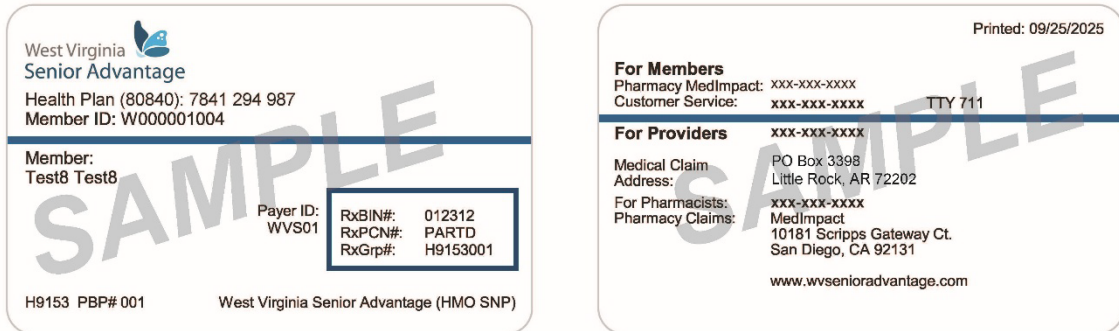 West Virginia
Senior Advantage
Health Plan (80840): 7841 294 987
Member ID: W000001004
Member:
Test8 Test8
Payer ID:
WVS01
RxBIN#: 012312
RxPCN#: PARTD
RxGrp#: H9153001
H9153 PBP# 001
West Virginia Senior Advantage (HMO SNP)
SAMPLE
Printed: 09/25/2025
For Members
Pharmacy MedImpact: xxx-xxx-xxxx
Customer Service: xxx-xxx-xxxx TTY 711
For Providers xxx-xxx-xxxx
Medical Claim PO Box 3398
Address: Little Rock, AR 72202
For Pharmacists: xxx-xxx-xxxx
Pharmacy Claims: MedImpact
10181 Scripps Gateway Ct.
San Diego, CA 92131
www.wvsenioradvantage.com
SAMPLE